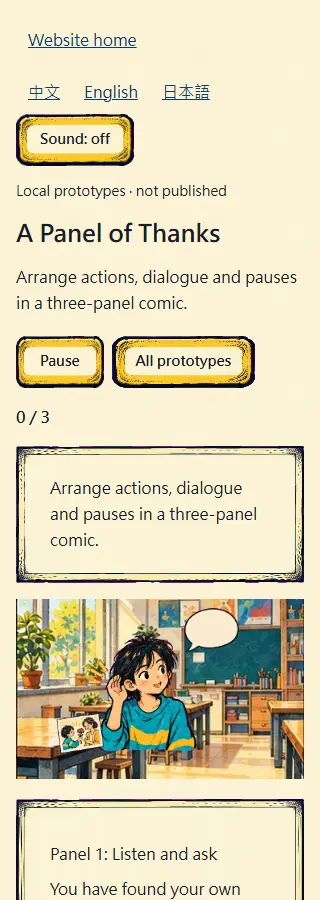 Website home
中文 English 日本語
Sound: off
Local prototypes · not published
A Panel of Thanks
Arrange actions, dialogue and pauses
in a three-panel comic.
Pause All prototypes
0 / 3
Arrange actions, dialogue
and pauses in a three-panel
comic.
Panel 1: Listen and ask
You have found your own